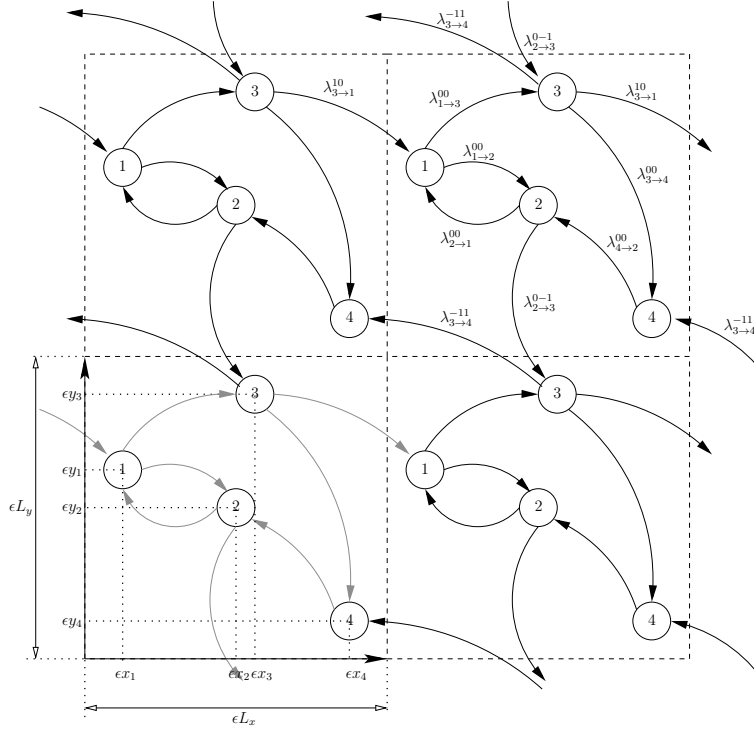 λ_{3→4}^{-11}
λ_{2→3}^{0-1}
3
λ_{3→1}^{10}
λ_{1→3}^{00}
3
λ_{3→1}^{10}
1
λ_{1→2}^{00}
1
λ_{3→4}^{00}
2
2
λ_{2→1}^{00}
λ_{4→2}^{00}
λ_{2→3}^{0-1}
4
λ_{3→4}^{-11}
4
λ_{3→4}^{-11}
ϵy_3
3
3
ϵy_1
1
1
ϵL_y
ϵy_2
2
2
ϵy_4
4
4
ϵx_1
ϵx_2
ϵx_3
ϵx_4
ϵL_x